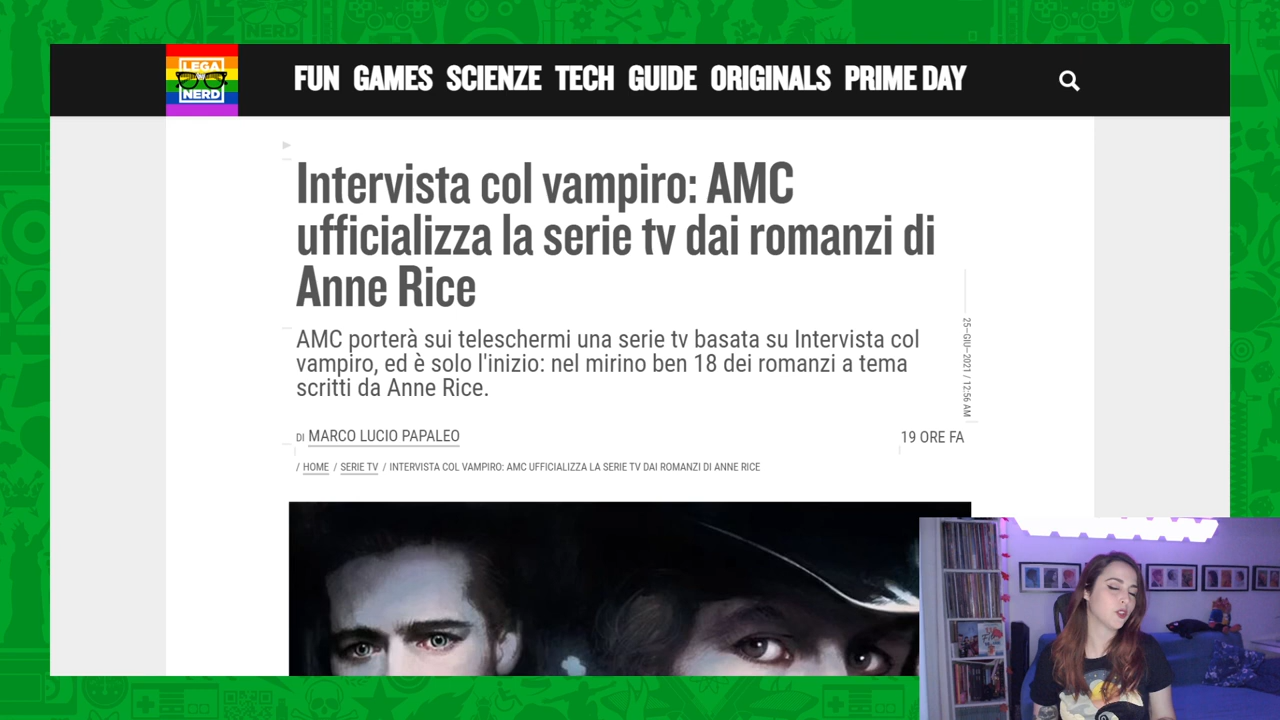 LEGA
NERD
FUN GAMES SCIENZE TECH GUIDE ORIGINALS PRIME DAY
Intervista col vampiro: AMC
ufficializza la serie tv dai romanzi di
Anne Rice
AMC porterà sui teleschermi una serie tv basata su Intervista col
vampiro, ed è solo l'inizio: nel mirino ben 18 dei romanzi a tema
scritti da Anne Rice.
25–GIU–2021 / 12:56 AM
DI MARCO LUCIO PAPALEO
19 ORE FA
/ HOME / SERIE TV / INTERVISTA COL VAMPIRO: AMC UFFICIALIZZA LA SERIE TV DAI ROMANZI DI ANNE RICE